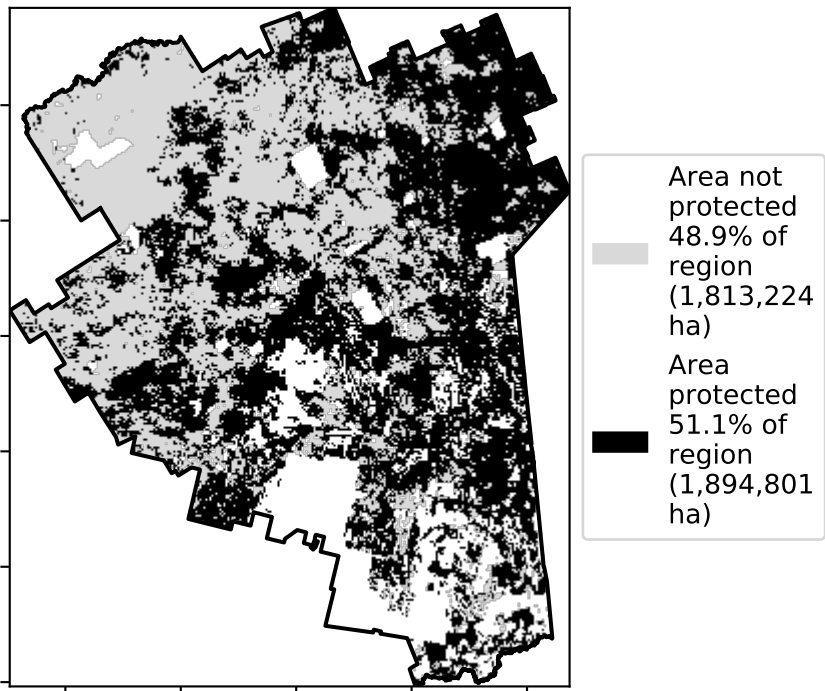 Area not
protected
48.9% of
region
(1,813,224
ha)
Area
protected
51.1% of
region
(1,894,801
ha)